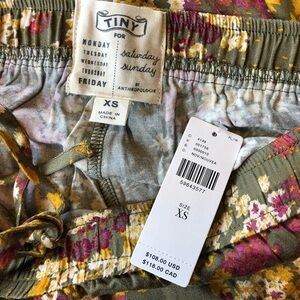 TINY
FOR
MONDAY
TUESDAY
WEDNESDAY
THURSDAY
FRIDAY
saturday
sunday
BY
ANTHROPOLOGIE
XS
MADE IN
CHINA
59643577
SIZE
XS
$108.00 USD
$118.00 CAD